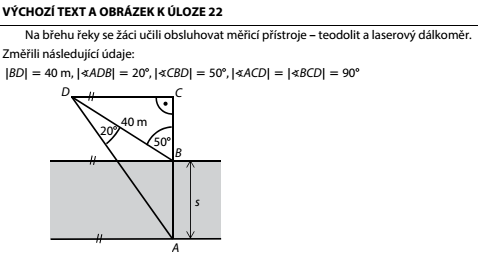 VÝCHOZÍ TEXT A OBRÁZEK K ÚLOZE 22
Na břehu řeky se žáci učili obsluhovat měřicí přístroje – teodolit a laserový dálkoměr.
Změřili následující údaje:
|BD| = 40 m, |∢ADB| = 20°, |∢CBD| = 50°, |∢ACD| = |∢BCD| = 90°
D
C
40 m
20°
50°
B
s
A